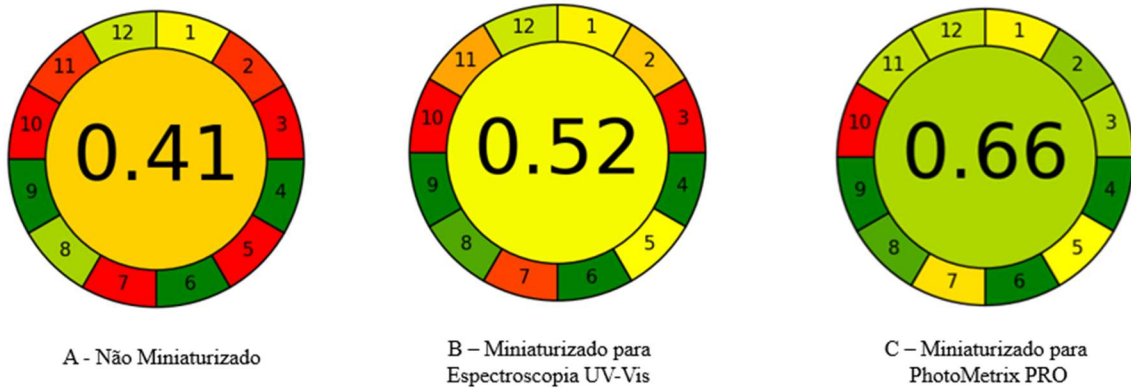 12 1
11 2
10 0.41 3
9 4
8 5
7 6
A - Não Miniaturizado
12 1
11 2
10 0.52 3
9 4
8 5
7 6
B – Miniaturizado para
Espectroscopia UV-Vis
12 1
11 2
10 0.66 3
9 4
8 5
7 6
C – Miniaturizado para
PhotoMetrix PRO